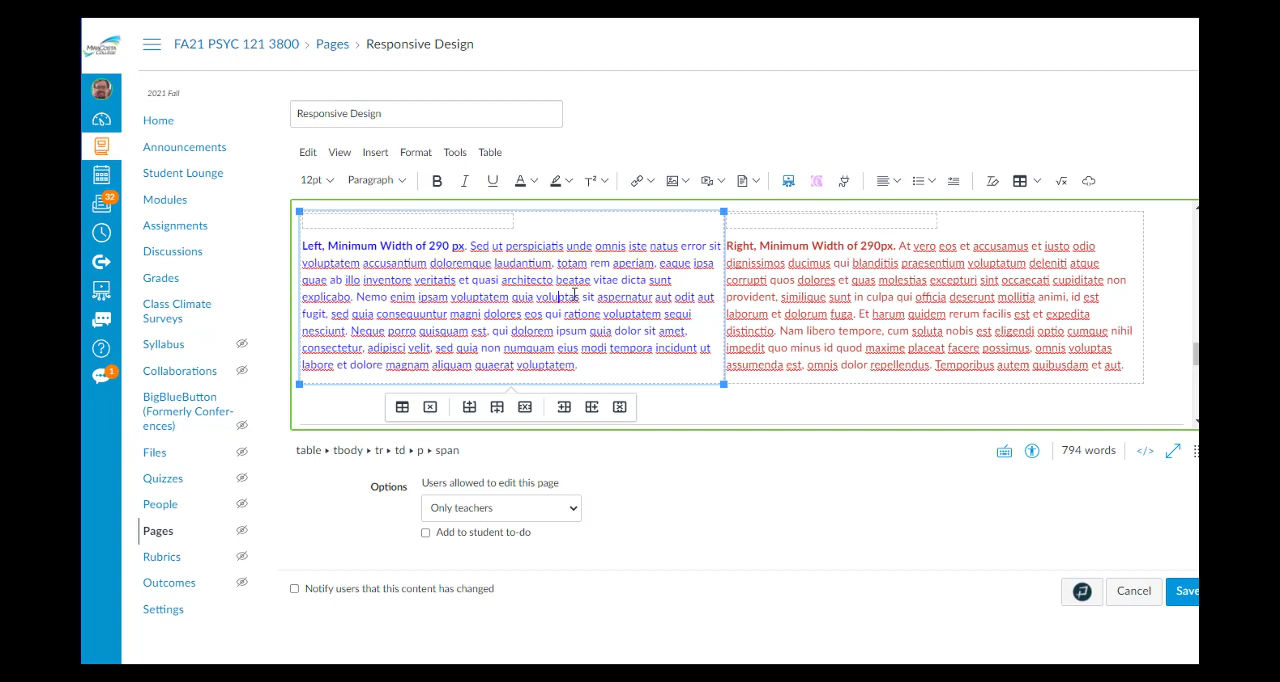 MIRACOSTA
COLLEGE
FA21 PSYC 121 3800 › Pages › Responsive Design
2021 Fall
Home
Announcements
Student Lounge
Modules
Assignments
Discussions
Grades
Class Climate
Surveys
Syllabus
Collaborations
BigBlueButton
(Formerly Confer-
ences)
Files
Quizzes
People
Pages
Rubrics
Outcomes
Settings
32
1
Responsive Design
Edit View Insert Format Tools Table
12pt Paragraph B I U A T²
Left, Minimum Width of 290 px. Sed ut perspiciatis unde omnis iste natus error sit
voluptatem accusantium doloremque laudantium, totam rem aperiam, eaque ipsa
quae ab illo inventore veritatis et quasi architecto beatae vitae dicta sunt
explicabo. Nemo enim ipsam voluptatem quia voluptas sit aspernatur aut odit aut
fugit, sed quia consequuntur magni dolores eos qui ratione voluptatem sequi
nesciunt. Neque porro quisquam est, qui dolorem ipsum quia dolor sit amet,
consectetur, adipisci velit, sed quia non numquam eius modi tempora incidunt ut
labore et dolore magnam aliquam quaerat voluptatem.
Right, Minimum Width of 290px. At vero eos et accusamus et iusto odio
dignissimos ducimus qui blanditiis praesentium voluptatum deleniti atque
corrupti quos dolores et quas molestias excepturi sint occaecati cupiditate non
provident, similique sunt in culpa qui officia deserunt mollitia animi, id est
laborum et dolorum fuga. Et harum quidem rerum facilis est et expedita
distinctio. Nam libero tempore, cum soluta nobis est eligendi optio cumque nihil
impedit quo minus id quod maxime placeat facere possimus, omnis voluptas
assumenda est, omnis dolor repellendus. Temporibus autem quibusdam et aut.
table ▸ tbody ▸ tr ▸ td ▸ p ▸ span
794 words </>
Options
Users allowed to edit this page
Only teachers
Add to student to-do
Notify users that this content has changed
Cancel
Save